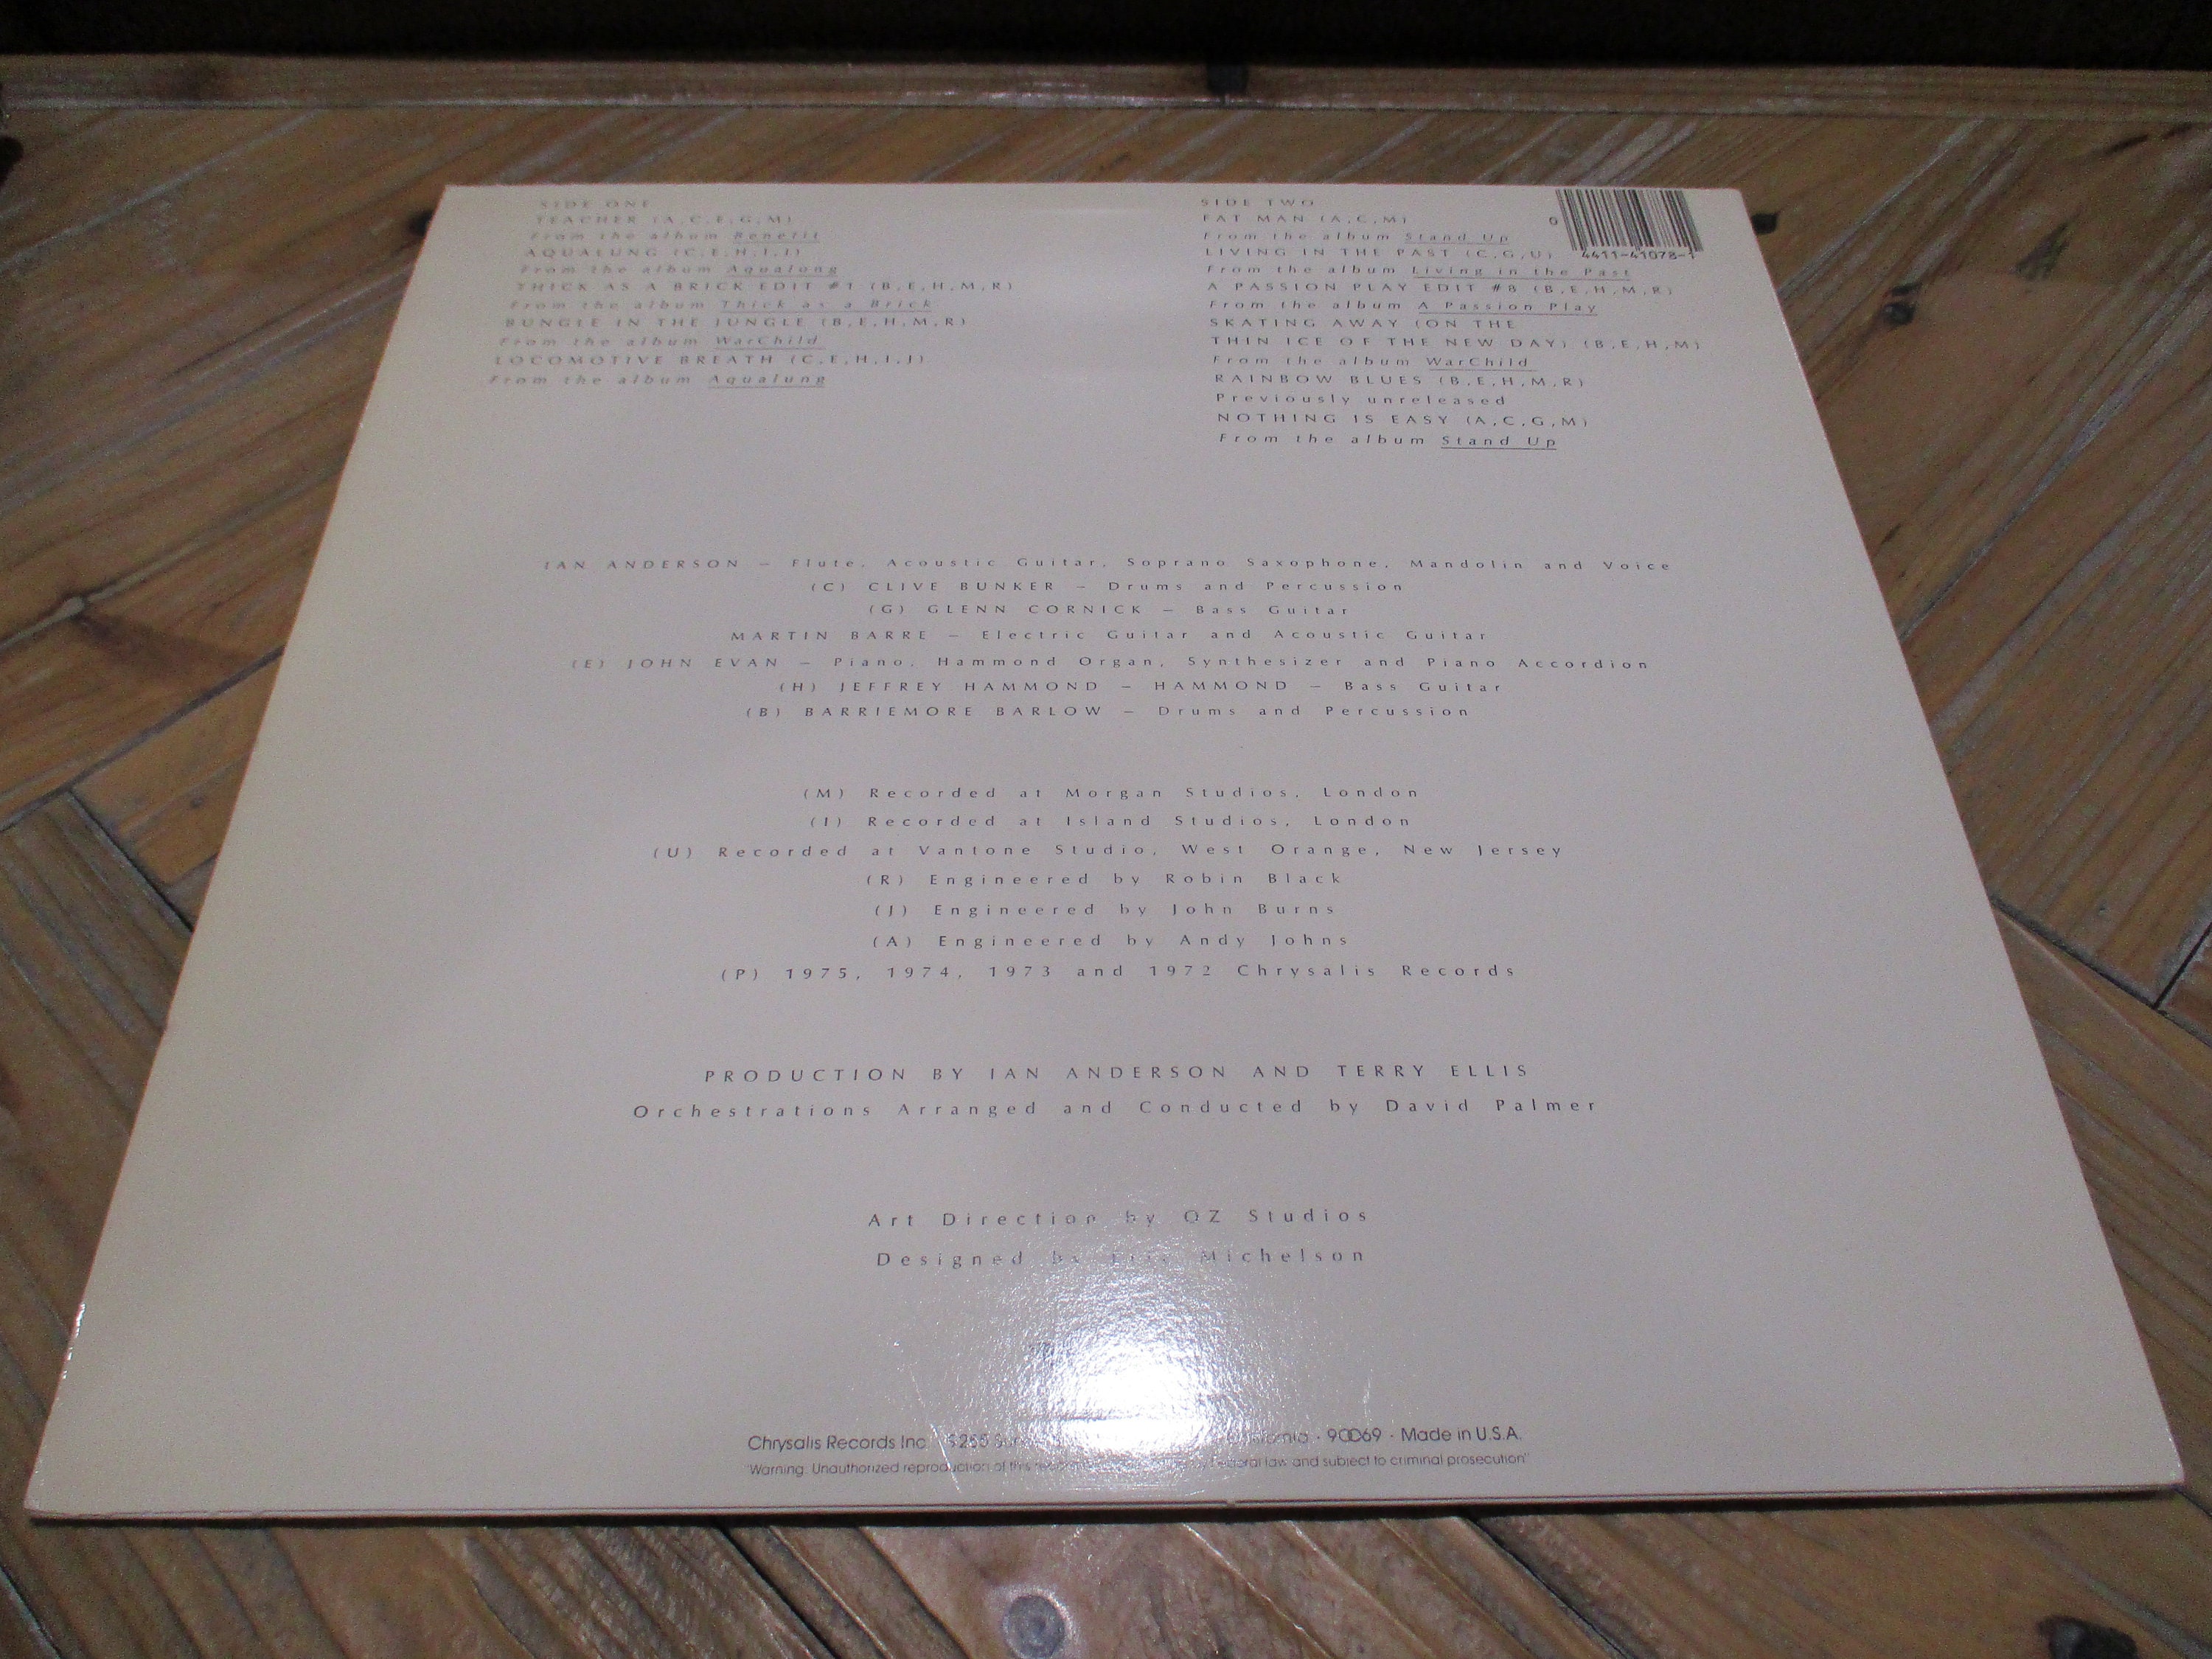 SIDE ONE
TEACHER (A,C,E,G,M)
From the album Benefit
AQUALUNG (C,E,H,I,J)
From the album Aqualung
THICK AS A BRICK EDIT #1 (B,E,H,M,R)
From the album Thick as a Brick
BUNGLE IN THE JUNGLE (B,E,H,M,R)
From the album WarChild
LOCOMOTIVE BREATH (C,E,H,I,J)
From the album Aqualung
SIDE TWO
FAT MAN (A,C,M)
From the album Stand Up
LIVING IN THE PAST (C,G,U)
From the album Living in the Past
A PASSION PLAY EDIT #8 (B,E,H,M,R)
From the album A Passion Play
SKATING AWAY (ON THE
THIN ICE OF THE NEW DAY) (B,E,H,M)
From the album WarChild
RAINBOW BLUES (B,E,H,M,R)
Previously unreleased
NOTHING IS EASY (A,C,G,M)
From the album Stand Up
0 4411-41078-1
IAN ANDERSON — Flute, Acoustic Guitar, Soprano Saxophone, Mandolin and Voice
(C) CLIVE BUNKER — Drums and Percussion
(G) GLENN CORNICK — Bass Guitar
MARTIN BARRE — Electric Guitar and Acoustic Guitar
(E) JOHN EVAN — Piano, Hammond Organ, Synthesizer and Piano Accordion
(H) JEFFREY HAMMOND — HAMMOND — Bass Guitar
(B) BARRIEMORE BARLOW — Drums and Percussion
(M) Recorded at Morgan Studios, London
(I) Recorded at Island Studios, London
(U) Recorded at Vantone Studio, West Orange, New Jersey
(R) Engineered by Robin Black
(J) Engineered by John Burns
(A) Engineered by Andy Johns
(P) 1975, 1974, 1973 and 1972 Chrysalis Records
PRODUCTION BY IAN ANDERSON AND TERRY ELLIS
Orchestrations Arranged and Conducted by David Palmer
Art Direction by OZ Studios
Designed by Michelson
Chrysalis Records Inc · 90069 · Made in U.S.A.
"Warning: Unauthorized reproduction of this Federal law and subject to criminal prosecution"